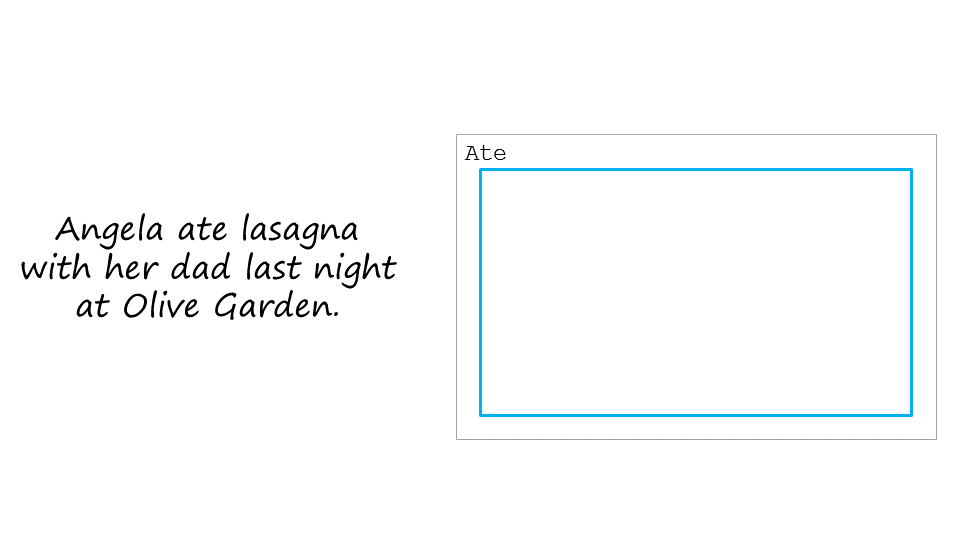 Angela ate lasagna
with her dad last night
at Olive Garden.
Ate